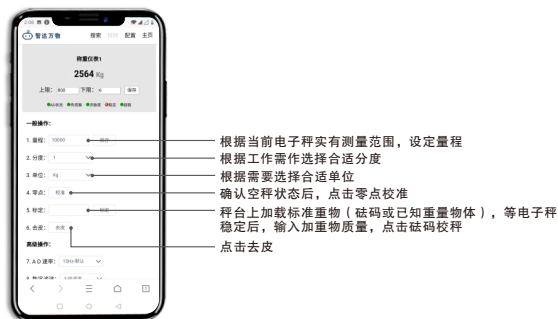 2:08
智达万物
搜索
配置
主页
称重仪表1
2564 Kg
上限: 800 下限: 6 保存
一般操作:
1. 量程: 10000
2. 分度: 1
3. 单位: Kg
4. 零点: 校准
5. 标定:
6. 去皮: 去皮
高级操作:
7. A D 速率: 10Hz-默认
根据当前电子秤实有测量范围，设定量程
根据工作需作选择合适分度
根据需要选择合适单位
确认空秤状态后，点击零点校准
秤台上加载标准重物（砝码或已知重量物体），等电子秤
稳定后，输入加重物质量，点击砝码校秤
点击去皮